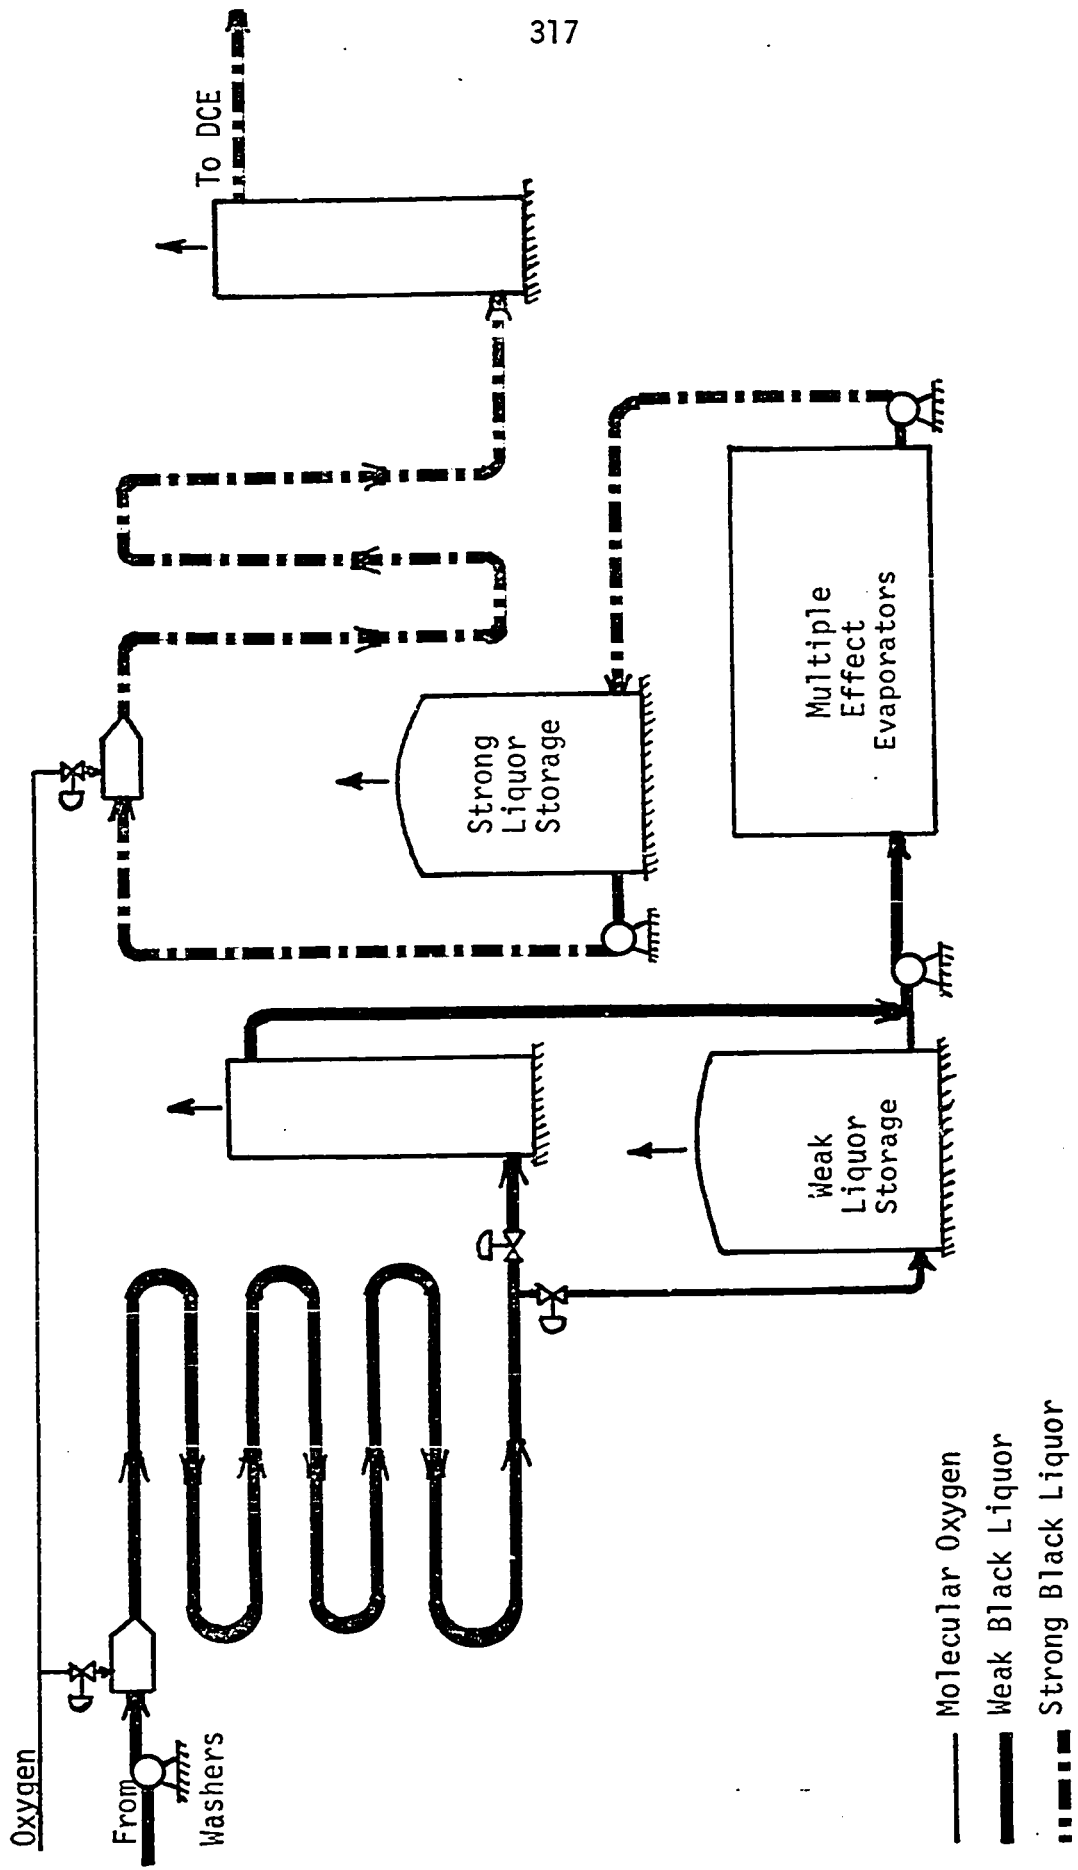 317
Oxygen
From
Washers
To DCE
Strong
Liquor
Storage
Weak
Liquor
Storage
Multiple
Effect
Evaporators
Molecular Oxygen
Weak Black Liquor
Strong Black Liquor